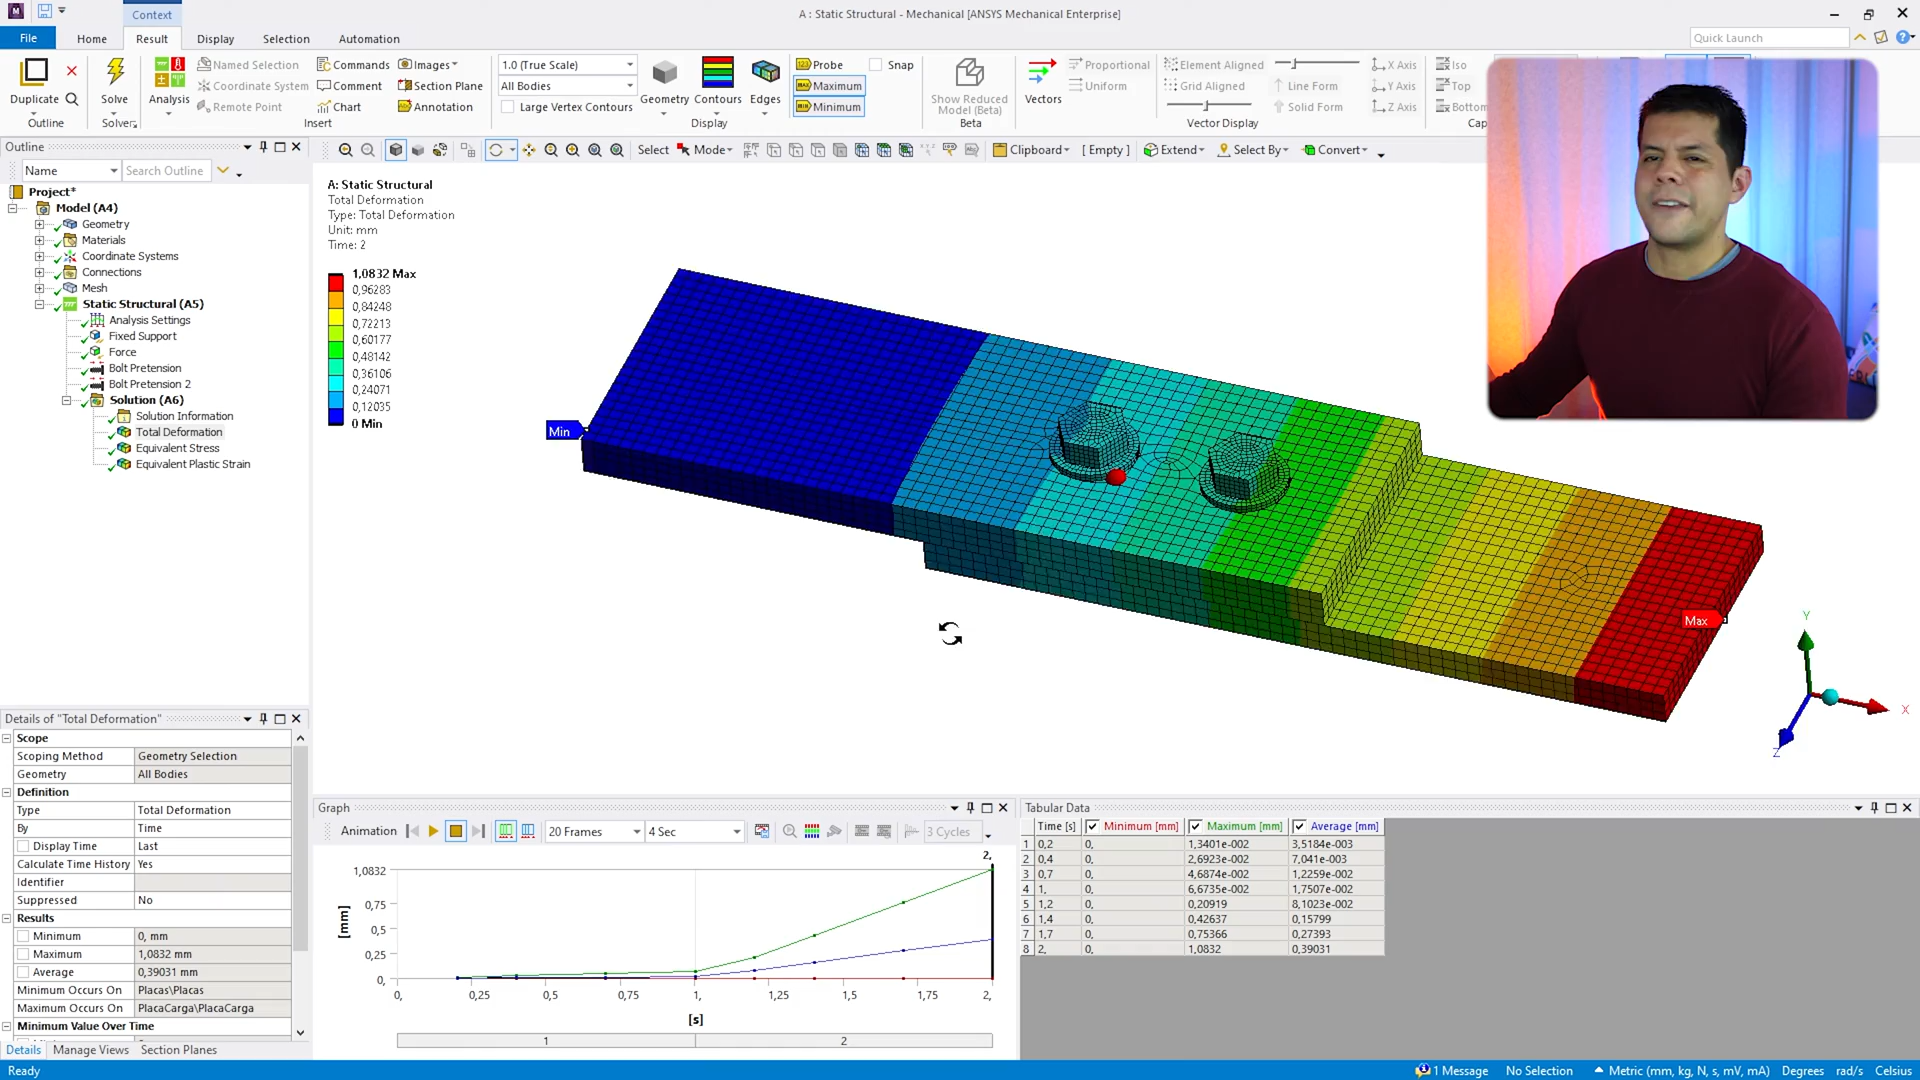 Context
A : Static Structural - Mechanical [ANSYS Mechanical Enterprise]
File Home Result Display Selection Automation
Quick Launch
Duplicate
Outline
Solve
Solver
Analysis
Named Selection
Coordinate System
Remote Point
Commands
Comment
Chart
Images
Section Plane
Annotation
Insert
1.0 (True Scale)
All Bodies
Large Vertex Contours
Geometry
Contours
Edges
Probe
Maximum
Minimum
Snap
Display
Show Reduced
Model (Beta)
Beta
Vectors
Proportional
Uniform
Element Aligned
Grid Aligned
Line Form
Solid Form
X Axis
Y Axis
Z Axis
Vector Display
Iso
Top
Bottom
Outline
Name
Search Outline
Select Mode Clipboard [ Empty ] Extend Select By Convert
Project*
Model (A4)
Geometry
Materials
Coordinate Systems
Connections
Mesh
Static Structural (A5)
Analysis Settings
Fixed Support
Force
Bolt Pretension
Bolt Pretension 2
Solution (A6)
Solution Information
Total Deformation
Equivalent Stress
Equivalent Plastic Strain
A: Static Structural
Total Deformation
Type: Total Deformation
Unit: mm
Time: 2
1,0832 Max
0,96283
0,84248
0,72213
0,60177
0,48142
0,36106
0,24071
0,12035
0 Min
Min
Max
Y
X
Z
Details of "Total Deformation"
Scope
Scoping Method Geometry Selection
Geometry All Bodies
Definition
Type Total Deformation
By Time
Display Time Last
Calculate Time History Yes
Identifier
Suppressed No
Results
Minimum 0, mm
Maximum 1,0832 mm
Average 0,39031 mm
Minimum Occurs On Placas\Placas
Maximum Occurs On PlacaCarga\PlacaCarga
Minimum Value Over Time
Details Manage Views Section Planes
Graph
Animation 20 Frames 4 Sec 3 Cycles
2,
1,0832
0,75
0,5
0,25
0,
[mm]
0, 0,25 0,5 0,75 1, 1,25 1,5 1,75 2,
[s]
1 2
Tabular Data
Time [s] Minimum [mm] Maximum [mm] Average [mm]
1 0,2 0, 1,3401e-002 3,5184e-003
2 0,4 0, 2,6923e-002 7,041e-003
3 0,7 0, 4,6874e-002 1,2259e-002
4 1, 0, 6,6735e-002 1,7507e-002
5 1,2 0, 0,20919 8,1023e-002
6 1,4 0, 0,42637 0,15799
7 1,7 0, 0,75366 0,27393
8 2, 0, 1,0832 0,39031
Ready
1 Message No Selection Metric (mm, kg, N, s, mV, mA) Degrees rad/s Celsius